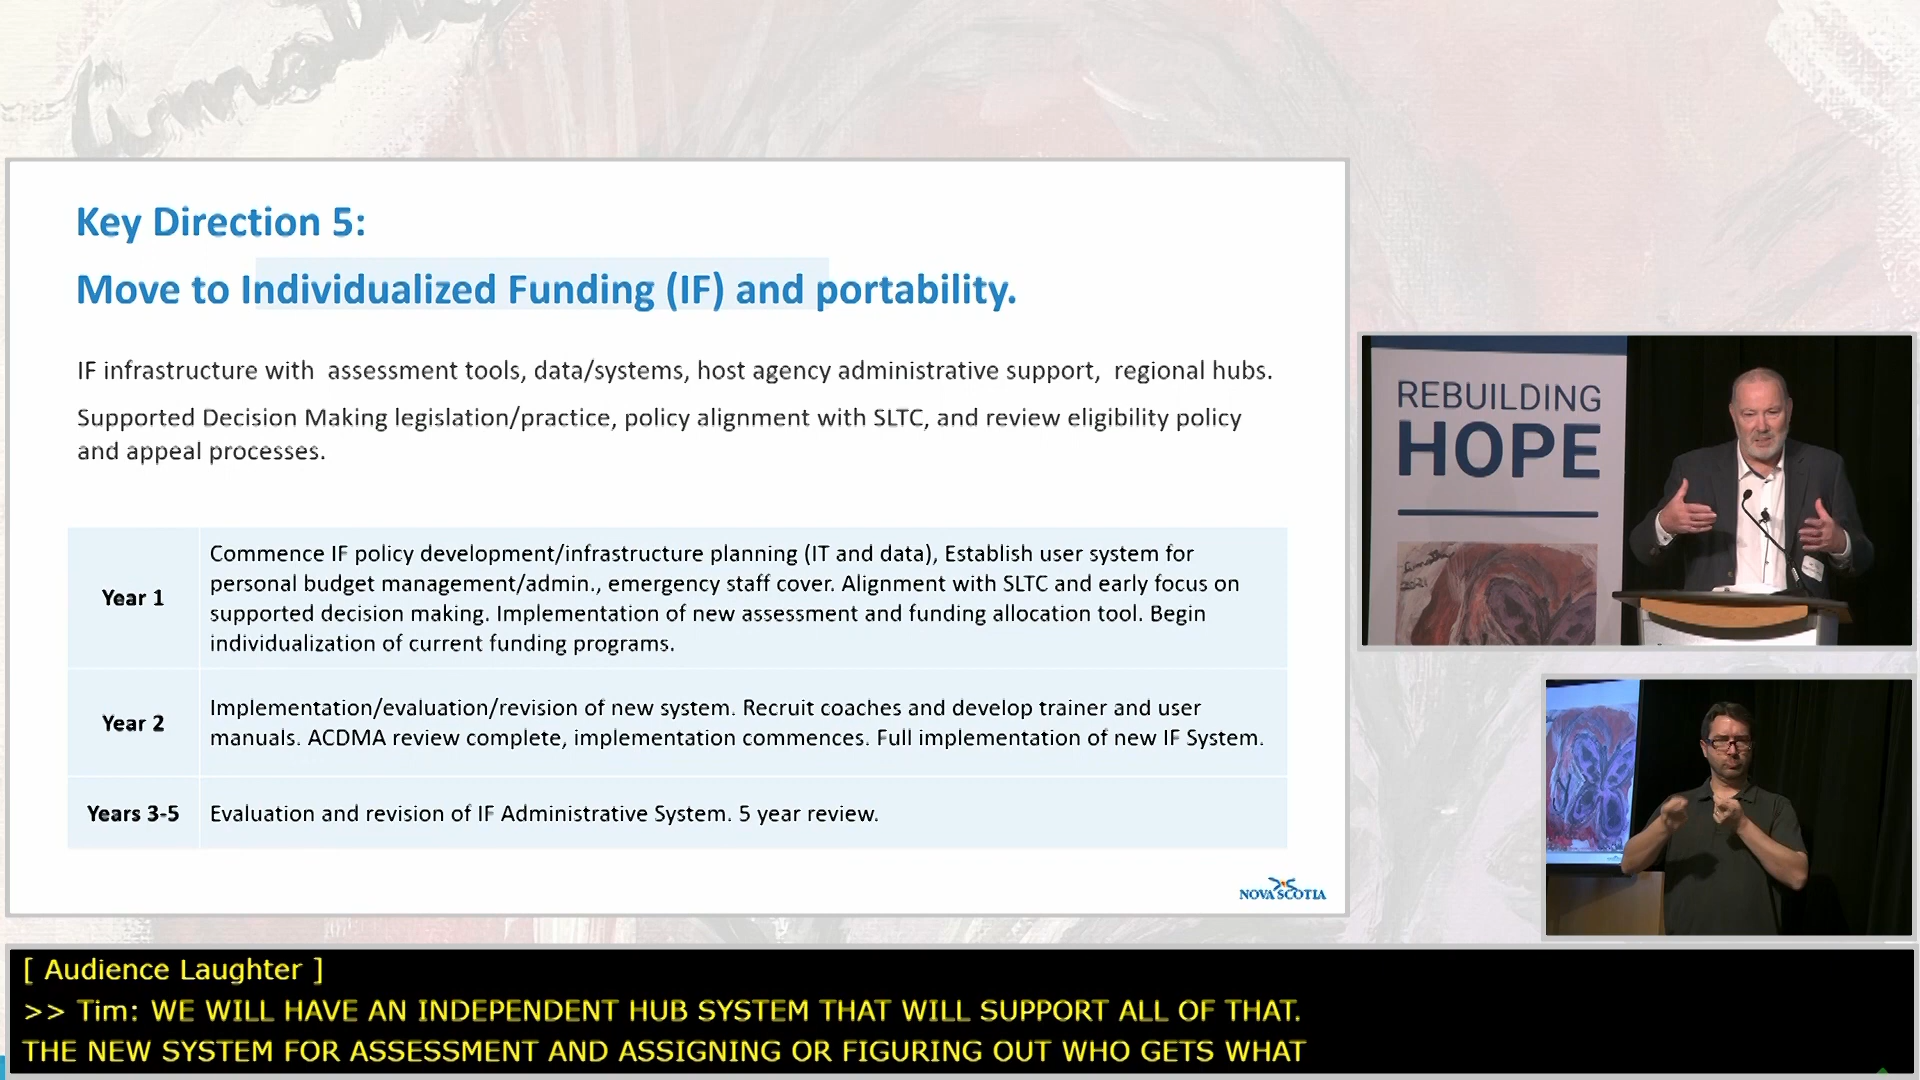 Key Direction 5:
Move to Individualized Funding (IF) and portability.
IF infrastructure with assessment tools, data/systems, host agency administrative support, regional hubs.
Supported Decision Making legislation/practice, policy alignment with SLTC, and review eligibility policy
and appeal processes.
Year 1
Commence IF policy development/infrastructure planning (IT and data), Establish user system for
personal budget management/admin., emergency staff cover. Alignment with SLTC and early focus on
supported decision making. Implementation of new assessment and funding allocation tool. Begin
individualization of current funding programs.
Year 2
Implementation/evaluation/revision of new system. Recruit coaches and develop trainer and user
manuals. ACDMA review complete, implementation commences. Full implementation of new IF System.
Years 3-5
Evaluation and revision of IF Administrative System. 5 year review.
NOVA SCOTIA
REBUILDING
HOPE
[ Audience Laughter ]
>> Tim: WE WILL HAVE AN INDEPENDENT HUB SYSTEM THAT WILL SUPPORT ALL OF THAT.
THE NEW SYSTEM FOR ASSESSMENT AND ASSIGNING OR FIGURING OUT WHO GETS WHAT